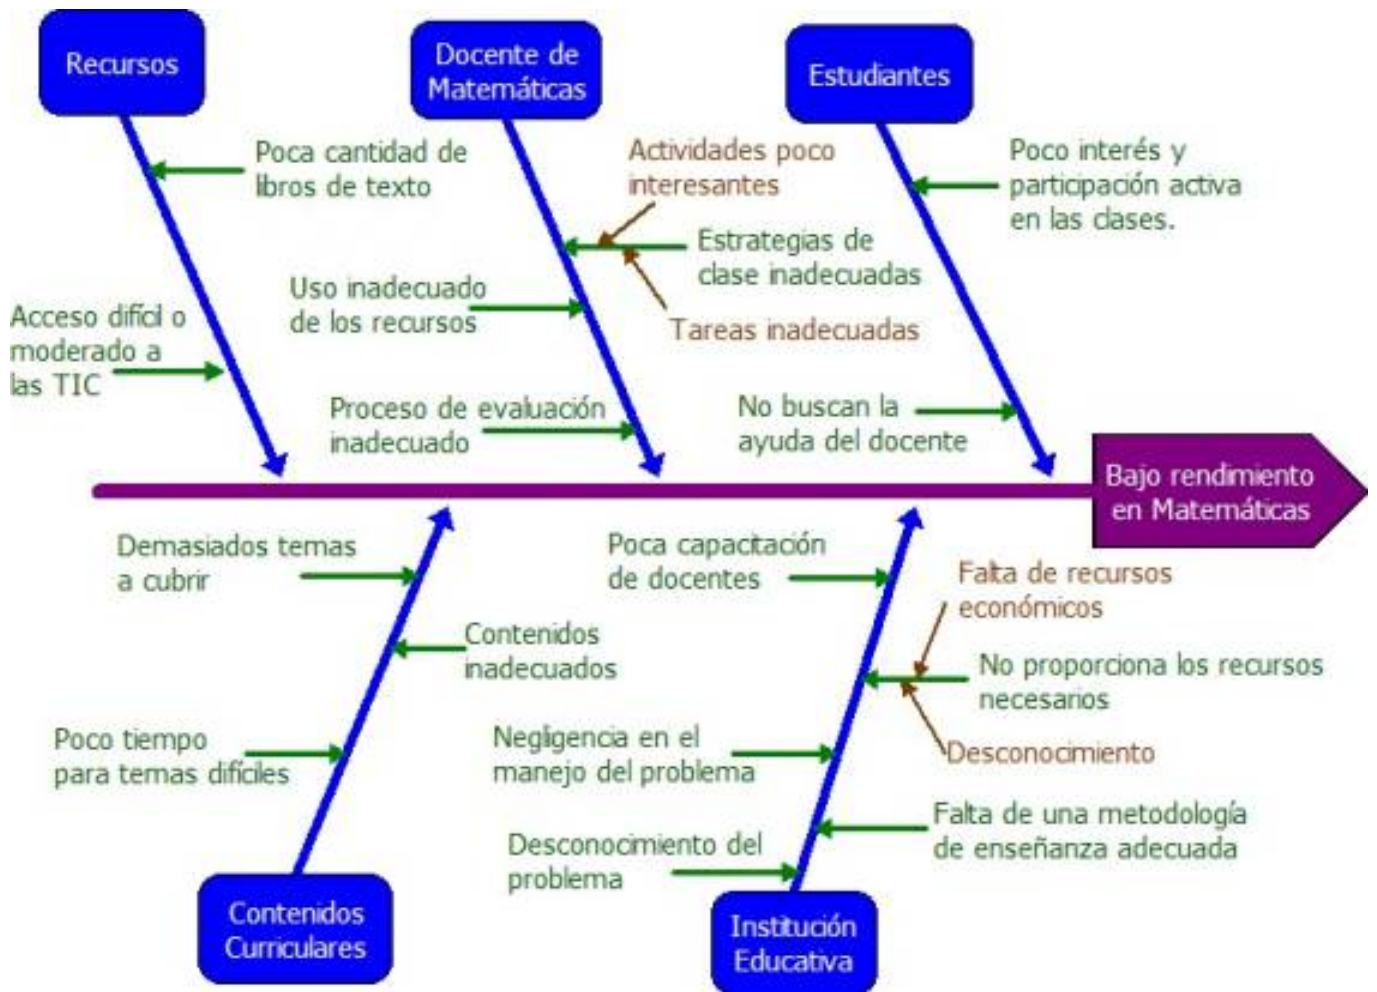 Recursos
Docente de
Matemáticas
Estudiantes
Poca cantidad de
libros de texto
Actividades poco
interesantes
Poco interés y
participación activa
en las clases.
Estrategias de
clase inadecuadas
Uso inadecuado
de los recursos
Acceso difícil o
moderado a
las TIC
Tareas inadecuadas
Proceso de evaluación
inadecuado
No buscan la
ayuda del docente
Bajo rendimiento
en Matemáticas
Demasiados temas
a cubrir
Poca capacitación
de docentes
Falta de recursos
económicos
Contenidos
inadecuados
No proporciona los recursos
necesarios
Poco tiempo
para temas difíciles
Negligencia en el
manejo del problema
Desconocimiento
Falta de una metodología
de enseñanza adecuada
Desconocimiento del
problema
Contenidos
Curriculares
Institución
Educativa